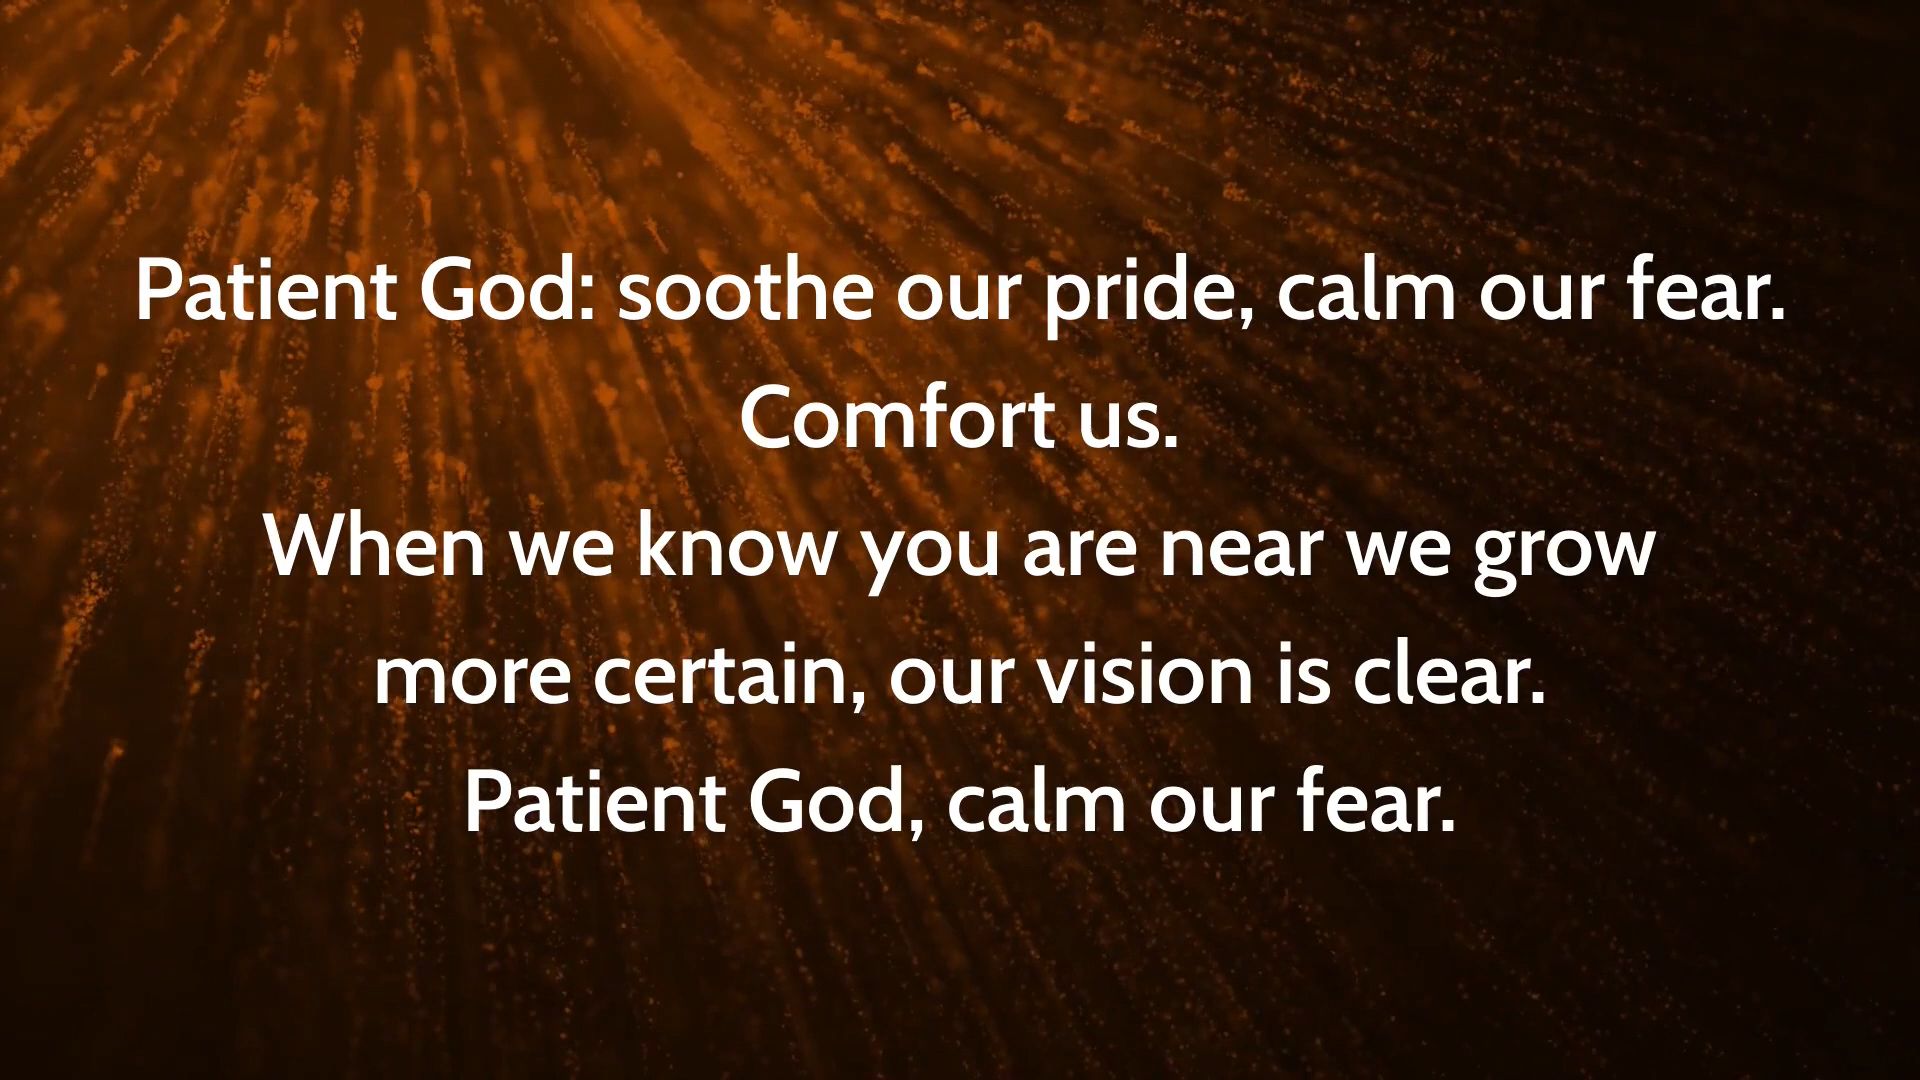 Patient God: soothe our pride, calm our fear.
Comfort us.
When we know you are near we grow
more certain, our vision is clear.
Patient God, calm our fear.